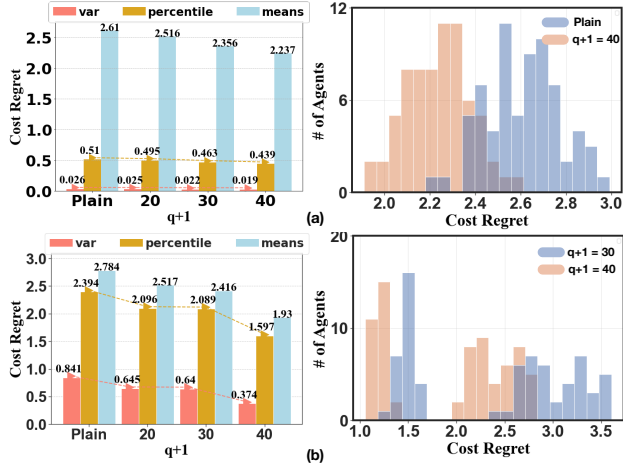 var percentile means
Cost Regret
2.5
2.0
1.5
1.0
0.5
0.0
2.61
2.516
2.356
2.237
0.51
0.495
0.463
0.439
0.026
0.025
0.022
0.019
Plain 20 30 40
q+1
(a)
# of Agents
12
6
0
Plain
q+1 = 40
2.0 2.2 2.4 2.6 2.8 3.0
Cost Regret
var percentile means
Cost Regret
3.0
2.5
2.0
1.5
1.0
0.5
0.0
2.784
2.394
2.517
2.416
2.096
2.089
1.93
1.597
0.841
0.645
0.64
0.374
Plain 20 30 40
q+1
(b)
# of Agents
20
10
0
q+1 = 30
q+1 = 40
1.0 1.5 2.0 2.5 3.0 3.5
Cost Regret